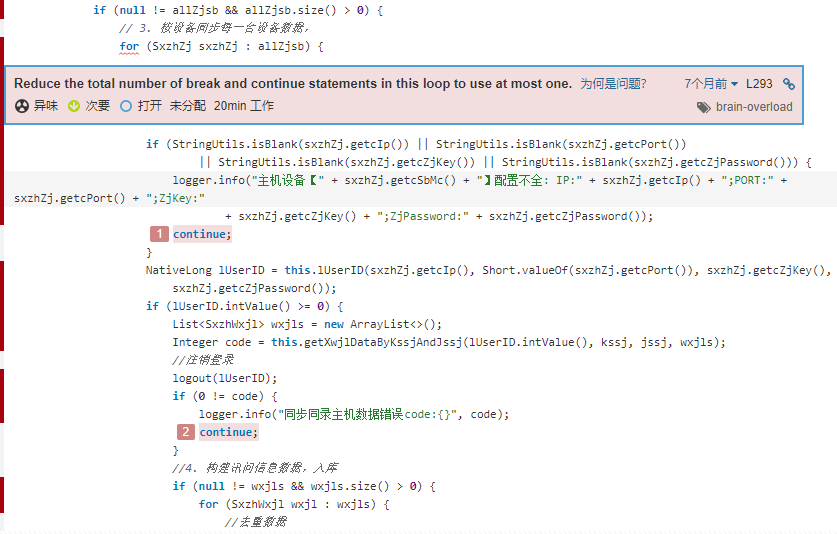 if (null != allZjsb && allZjsb.size() > 0) {
// 3. 按设备同步每一台设备数据,
for (SxzhZj sxzhZj : allZjsb) {
Reduce the total number of break and continue statements in this loop to use at most one. 为何是问题? 7个月前 L293
异味 次要 打开 未分配 20min 工作 brain-overload
if (StringUtils.isBlank(sxzhZj.getcIp()) || StringUtils.isBlank(sxzhZj.getcPort())
|| StringUtils.isBlank(sxzhZj.getcZjKey()) || StringUtils.isBlank(sxzhZj.getcZjPassword())) {
logger.info("主机设备【" + sxzhZj.getcSbMc() + "】配置不全: IP:" + sxzhZj.getcIp() + ";PORT:" +
sxzhZj.getcPort() + ";ZjKey:"
+ sxzhZj.getcZjKey() + ";ZjPassword:" + sxzhZj.getcZjPassword());
1 continue;
}
NativeLong lUserID = this.lUserID(sxzhZj.getcIp(), Short.valueOf(sxzhZj.getcPort()), sxzhZj.getcZjKey(),
sxzhZj.getcZjPassword());
if (lUserID.intValue() >= 0) {
List<SxzhWxjl> wxjls = new ArrayList<>();
Integer code = this.getXwjlDataByKssjAndJssj(lUserID.intValue(), kssj, jssj, wxjls);
//注销登录
logout(lUserID);
if (0 != code) {
logger.info("同步同录主机数据错误code:{}", code);
2 continue;
}
//4. 构建讯问信息数据, 入库
if (null != wxjls && wxjls.size() > 0) {
for (SxzhWxjl wxjl : wxjls) {
//去重数据